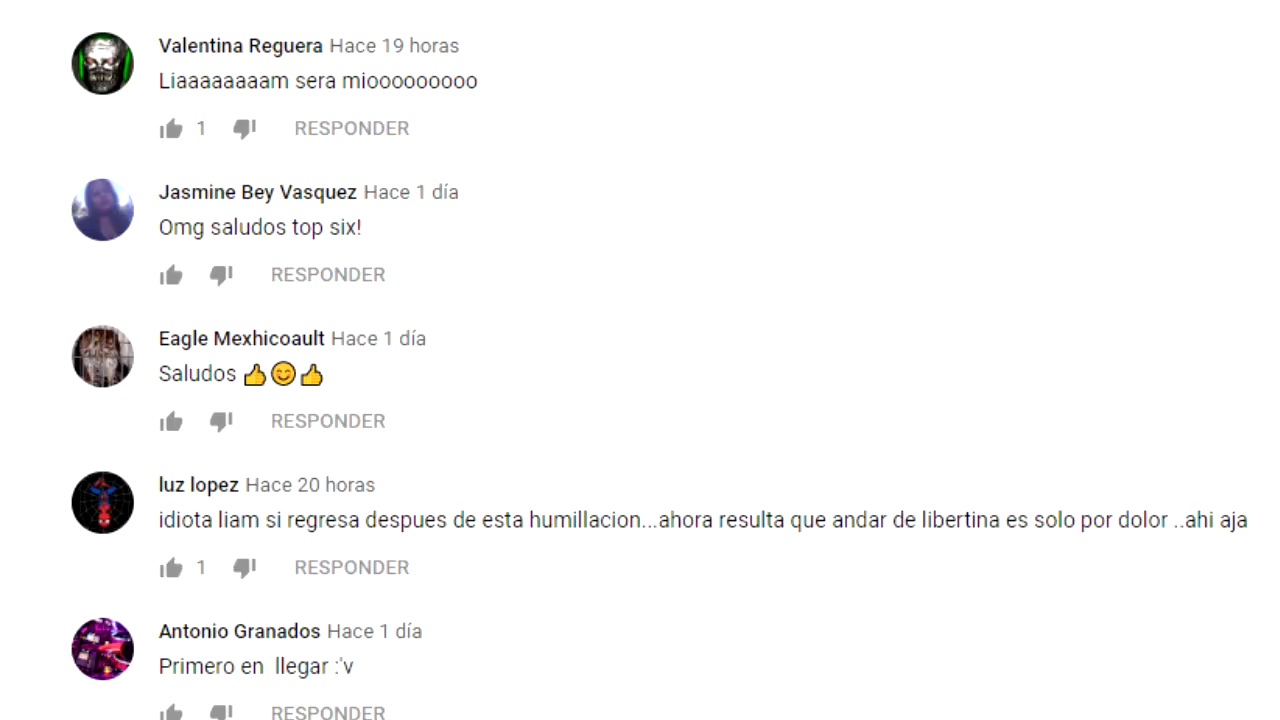 Valentina Reguera Hace 19 horas
Liaaaaaaaam sera miooooooooo
1 RESPONDER
Jasmine Bey Vasquez Hace 1 día
Omg saludos top six!
RESPONDER
Eagle Mexhicoault Hace 1 día
Saludos 👍😊👍
RESPONDER
luz lopez Hace 20 horas
idiota liam si regresa despues de esta humillacion...ahora resulta que andar de libertina es solo por dolor ..ahi aja
1 RESPONDER
Antonio Granados Hace 1 día
Primero en  llegar :'v
RESPONDER